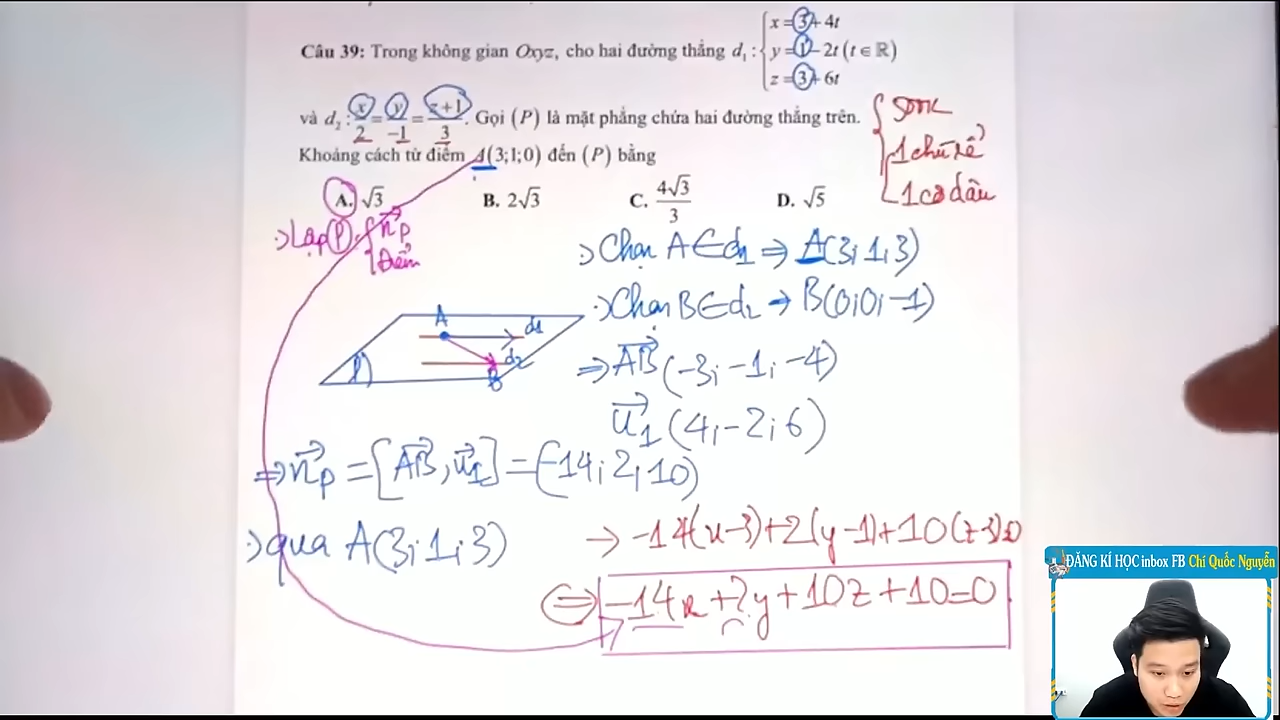 Câu 39: Trong không gian Oxyz, cho hai đường thẳng d₁ : { x = 3 + 4t
y = 1 - 2t (t ∈ ℝ)
z = 3 + 6t
và d₂ : x/2 = y/-1 = z+1/3. Gọi (P) là mặt phẳng chứa hai đường thẳng trên.
Khoảng cách từ điểm A(3;1;0) đến (P) bằng
A. √3 B. 2√3 C. 4√3/3 D. √5
1 chú rể
1 cô dâu
Lập (P) { n⃗p
điểm
Chọn A ∈ d1 ⇒ A(3; 1; 3)
Chọn B ∈ d2 → B(0; 0; -1)
A d1
d2
P) B
⇒ AB⃗ (-3; -1; -4)
u⃗1 (4; -2; 6)
⇒ n⃗p = [AB⃗, u⃗1] = (-14; 2; 10)
qua A(3; 1; 3)
→ -14(x-3)+2(y-1)+10(z-3)=0
⇔ -14x+2y+10z+10=0
ĐĂNG KÍ HỌC inbox FB Chí Quốc Nguyễn